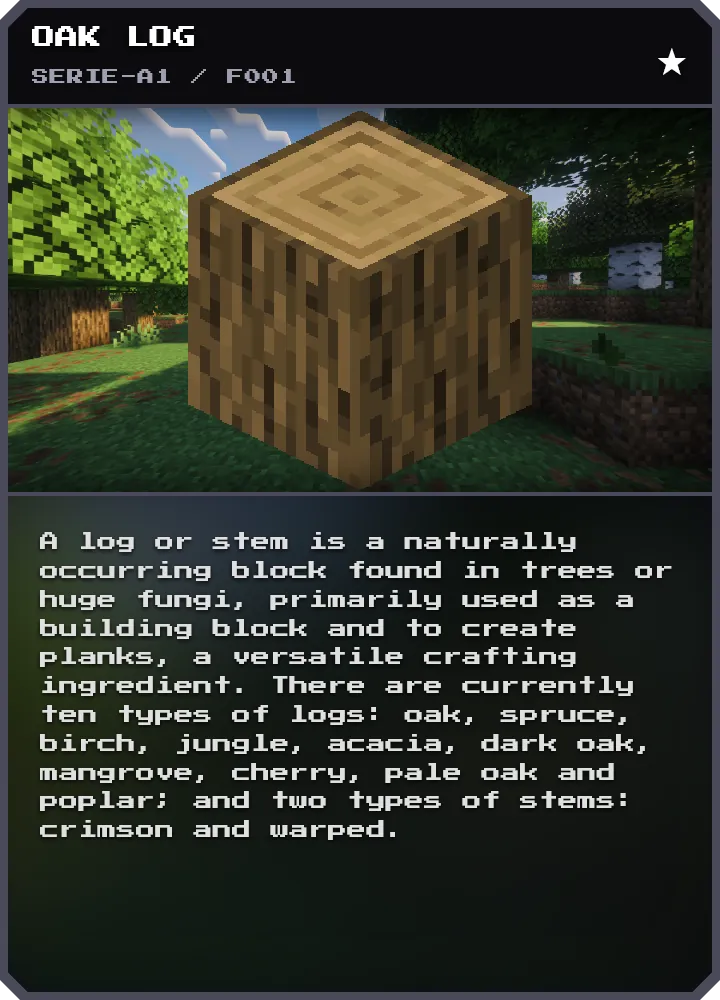 OAK LOG
SERIE-A1 / F001
A log or stem is a naturally
occurring block found in trees or
huge fungi, primarily used as a
building block and to create
planks, a versatile crafting
ingredient. There are currently
ten types of logs: oak, spruce,
birch, jungle, acacia, dark oak,
mangrove, cherry, pale oak and
poplar; and two types of stems:
crimson and warped.